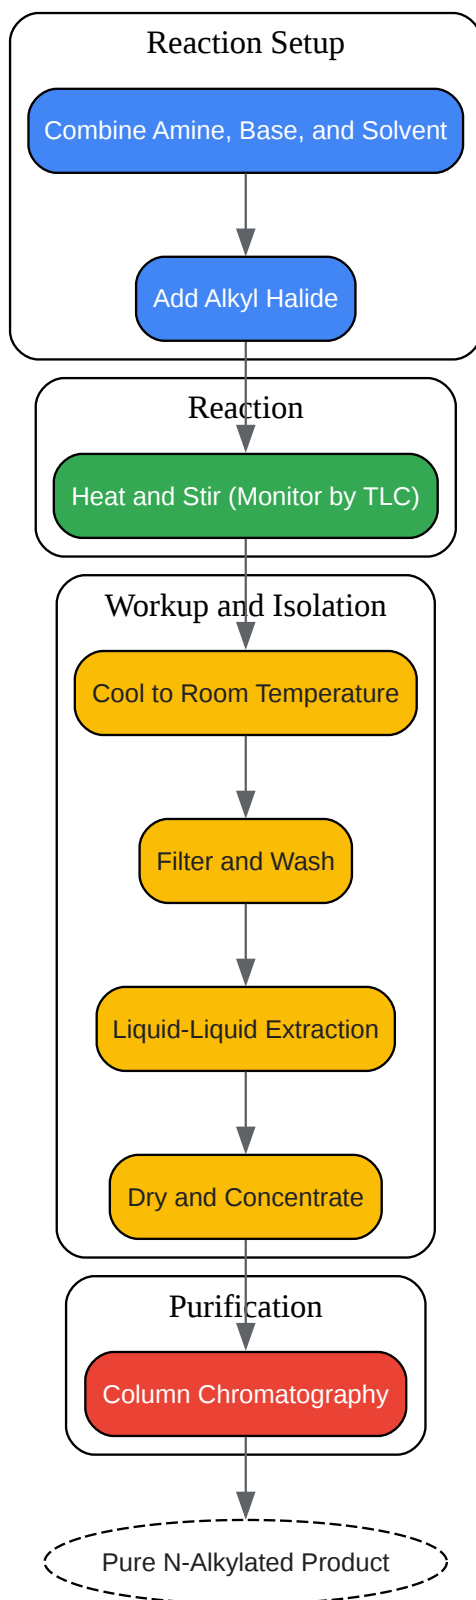 Reaction Setup
Combine Amine, Base, and Solvent
Add Alkyl Halide
Reaction
Heat and Stir (Monitor by TLC)
Workup and Isolation
Cool to Room Temperature
Filter and Wash
Liquid-Liquid Extraction
Dry and Concentrate
Purification
Column Chromatography
Pure N-Alkylated Product